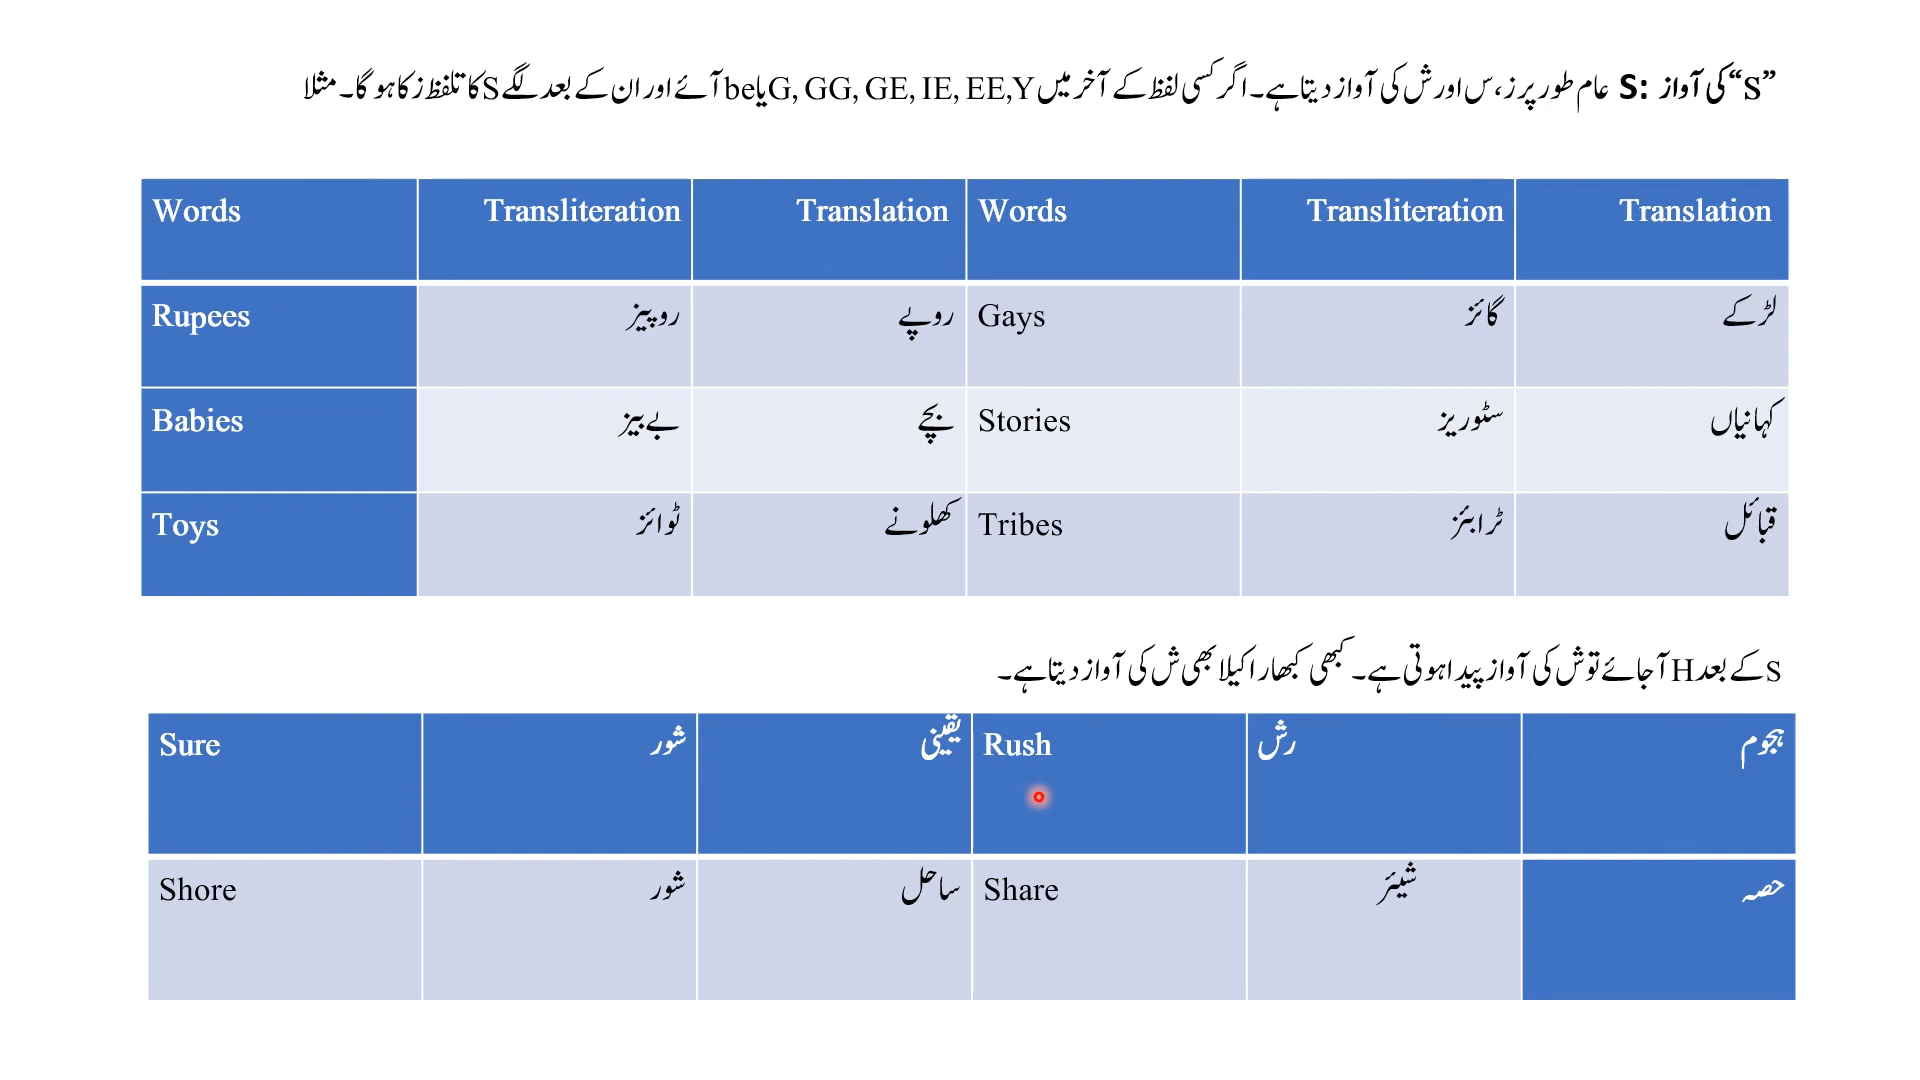 ”S“ کی آواز :S عام طور پر ز، س اور ش کی آواز دیتا ہے۔ اگر کسی لفظ کے آخر میں G, GG, GE, IE, EE,Y یا be آئے اور ان کے بعد لگے S کا تلفظ ز کا ہو گا۔ مثلا
Words Transliteration Translation Words Transliteration Translation
Rupees روپیز روپے Gays گائز لڑکے
Babies بے بیز بچے Stories سٹوریز کہانیاں
Toys ٹوائز کھلونے Tribes ٹرابئز قبائل
S کے بعد H آ جائے تو ش کی آواز پیدا ہوتی ہے۔ کبھی کبھار اکیلا بھی ش کی آواز دیتا ہے۔
Sure شور یقینی Rush رش ہجوم
Shore شور ساحل Share شیئر حصہ